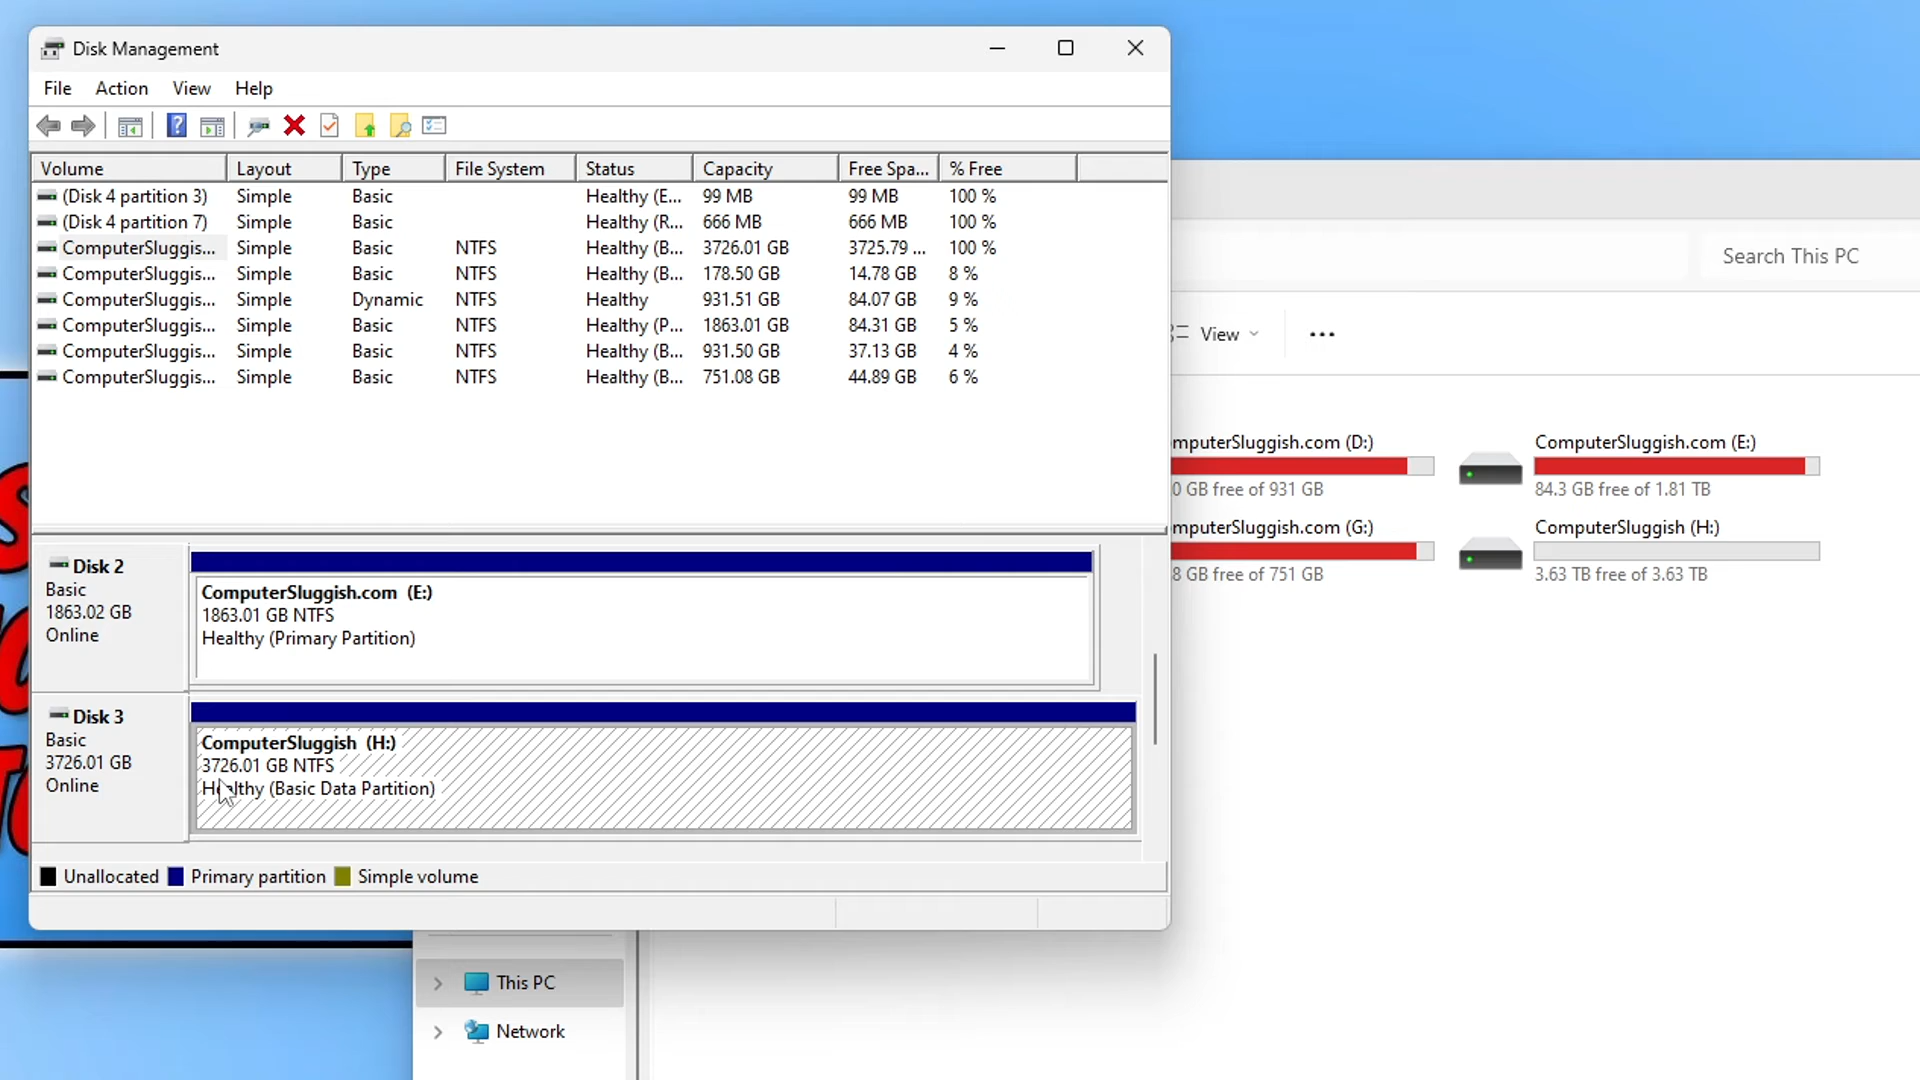 Disk Management
File Action View Help
Volume Layout Type File System Status Capacity Free Spa... % Free
(Disk 4 partition 3) Simple Basic Healthy (E... 99 MB 99 MB 100 %
(Disk 4 partition 7) Simple Basic Healthy (R... 666 MB 666 MB 100 %
ComputerSluggis... Simple Basic NTFS Healthy (B... 3726.01 GB 3725.79 ... 100 %
ComputerSluggis... Simple Basic NTFS Healthy (B... 178.50 GB 14.78 GB 8 %
ComputerSluggis... Simple Dynamic NTFS Healthy 931.51 GB 84.07 GB 9 %
ComputerSluggis... Simple Basic NTFS Healthy (P... 1863.01 GB 84.31 GB 5 %
ComputerSluggis... Simple Basic NTFS Healthy (B... 931.50 GB 37.13 GB 4 %
ComputerSluggis... Simple Basic NTFS Healthy (B... 751.08 GB 44.89 GB 6 %
Disk 2
Basic
1863.02 GB
Online
ComputerSluggish.com (E:)
1863.01 GB NTFS
Healthy (Primary Partition)
Disk 3
Basic
3726.01 GB
Online
ComputerSluggish (H:)
3726.01 GB NTFS
Healthy (Basic Data Partition)
Unallocated Primary partition Simple volume
Search This PC
View
mputerSluggish.com (D:)
0 GB free of 931 GB
ComputerSluggish.com (E:)
84.3 GB free of 1.81 TB
mputerSluggish.com (G:)
8 GB free of 751 GB
ComputerSluggish (H:)
3.63 TB free of 3.63 TB
This PC
Network